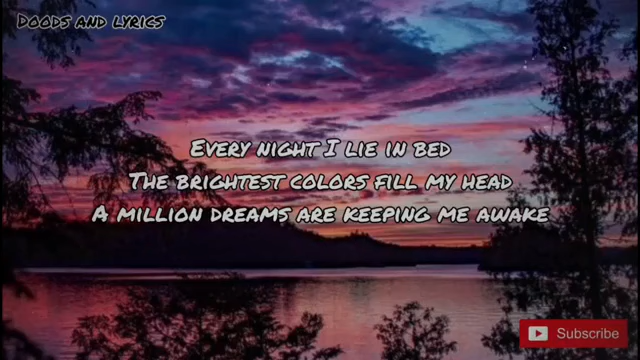 Doods and lyrics
Every night I lie in bed
The brightest colors fill my head
A million dreams are keeping me awake
Subscribe